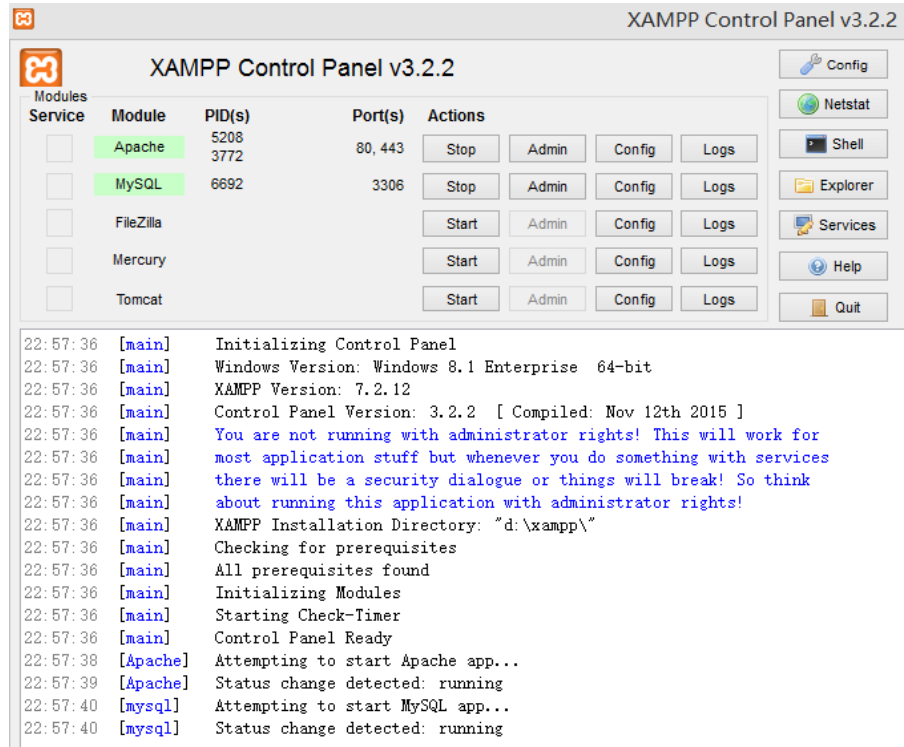 XAMPP Control Panel v3.2.2
XAMPP Control Panel v3.2.2
Config
Modules
Service Module PID(s) Port(s) Actions
Netstat
Apache 5208 3772 80, 443 Stop Admin Config Logs
Shell
MySQL 6692 3306 Stop Admin Config Logs
Explorer
FileZilla Start Admin Config Logs
Services
Mercury Start Admin Config Logs
Help
Tomcat Start Admin Config Logs
Quit
22:57:36 [main] Initializing Control Panel
22:57:36 [main] Windows Version: Windows 8.1 Enterprise 64-bit
22:57:36 [main] XAMPP Version: 7.2.12
22:57:36 [main] Control Panel Version: 3.2.2 [ Compiled: Nov 12th 2015 ]
22:57:36 [main] You are not running with administrator rights! This will work for
22:57:36 [main] most application stuff but whenever you do something with services
22:57:36 [main] there will be a security dialogue or things will break! So think
22:57:36 [main] about running this application with administrator rights!
22:57:36 [main] XAMPP Installation Directory: "d:\xampp\"
22:57:36 [main] Checking for prerequisites
22:57:36 [main] All prerequisites found
22:57:36 [main] Initializing Modules
22:57:36 [main] Starting Check-Timer
22:57:36 [main] Control Panel Ready
22:57:38 [Apache] Attempting to start Apache app...
22:57:39 [Apache] Status change detected: running
22:57:40 [mysql] Attempting to start MySQL app...
22:57:40 [mysql] Status change detected: running